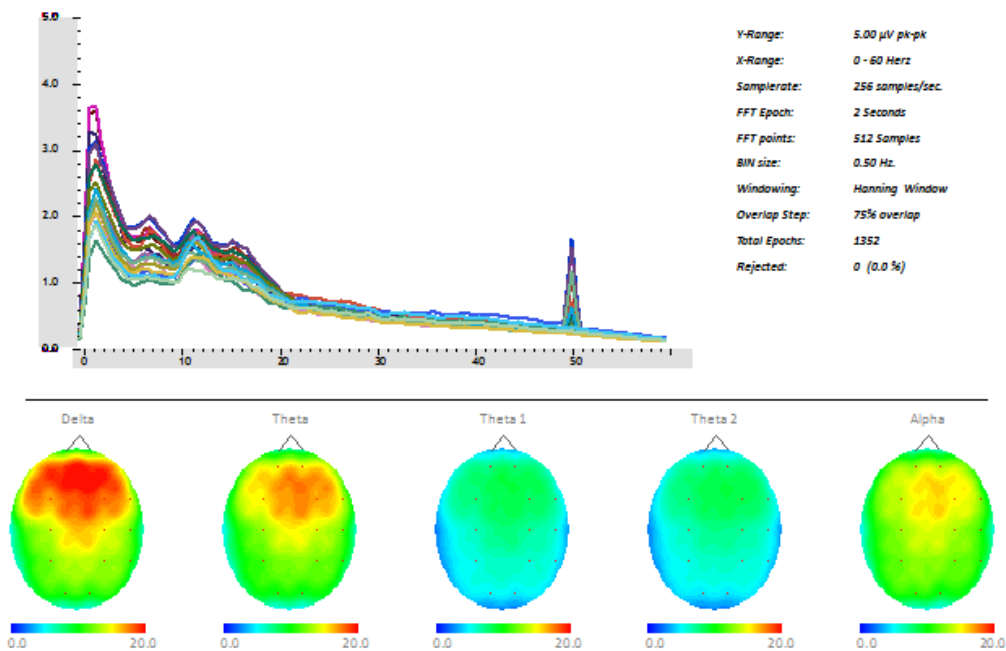 5.0
4.0
3.0
2.0
1.0
0.0
0 10 20 30 40 50
Y-Range: 5.00 µV pk-pk
X-Range: 0 - 60 Herz
Samplerate: 256 samples/sec.
FFT Epoch: 2 Seconds
FFT points: 512 Samples
BIN size: 0.50 Hz.
Windowing: Hanning Window
Overlap Step: 75% overlap
Total Epochs: 1352
Rejected: 0 (0.0 %)
Delta Theta Theta 1 Theta 2 Alpha
0.0 20.0 0.0 20.0 0.0 20.0 0.0 20.0 0.0 20.0